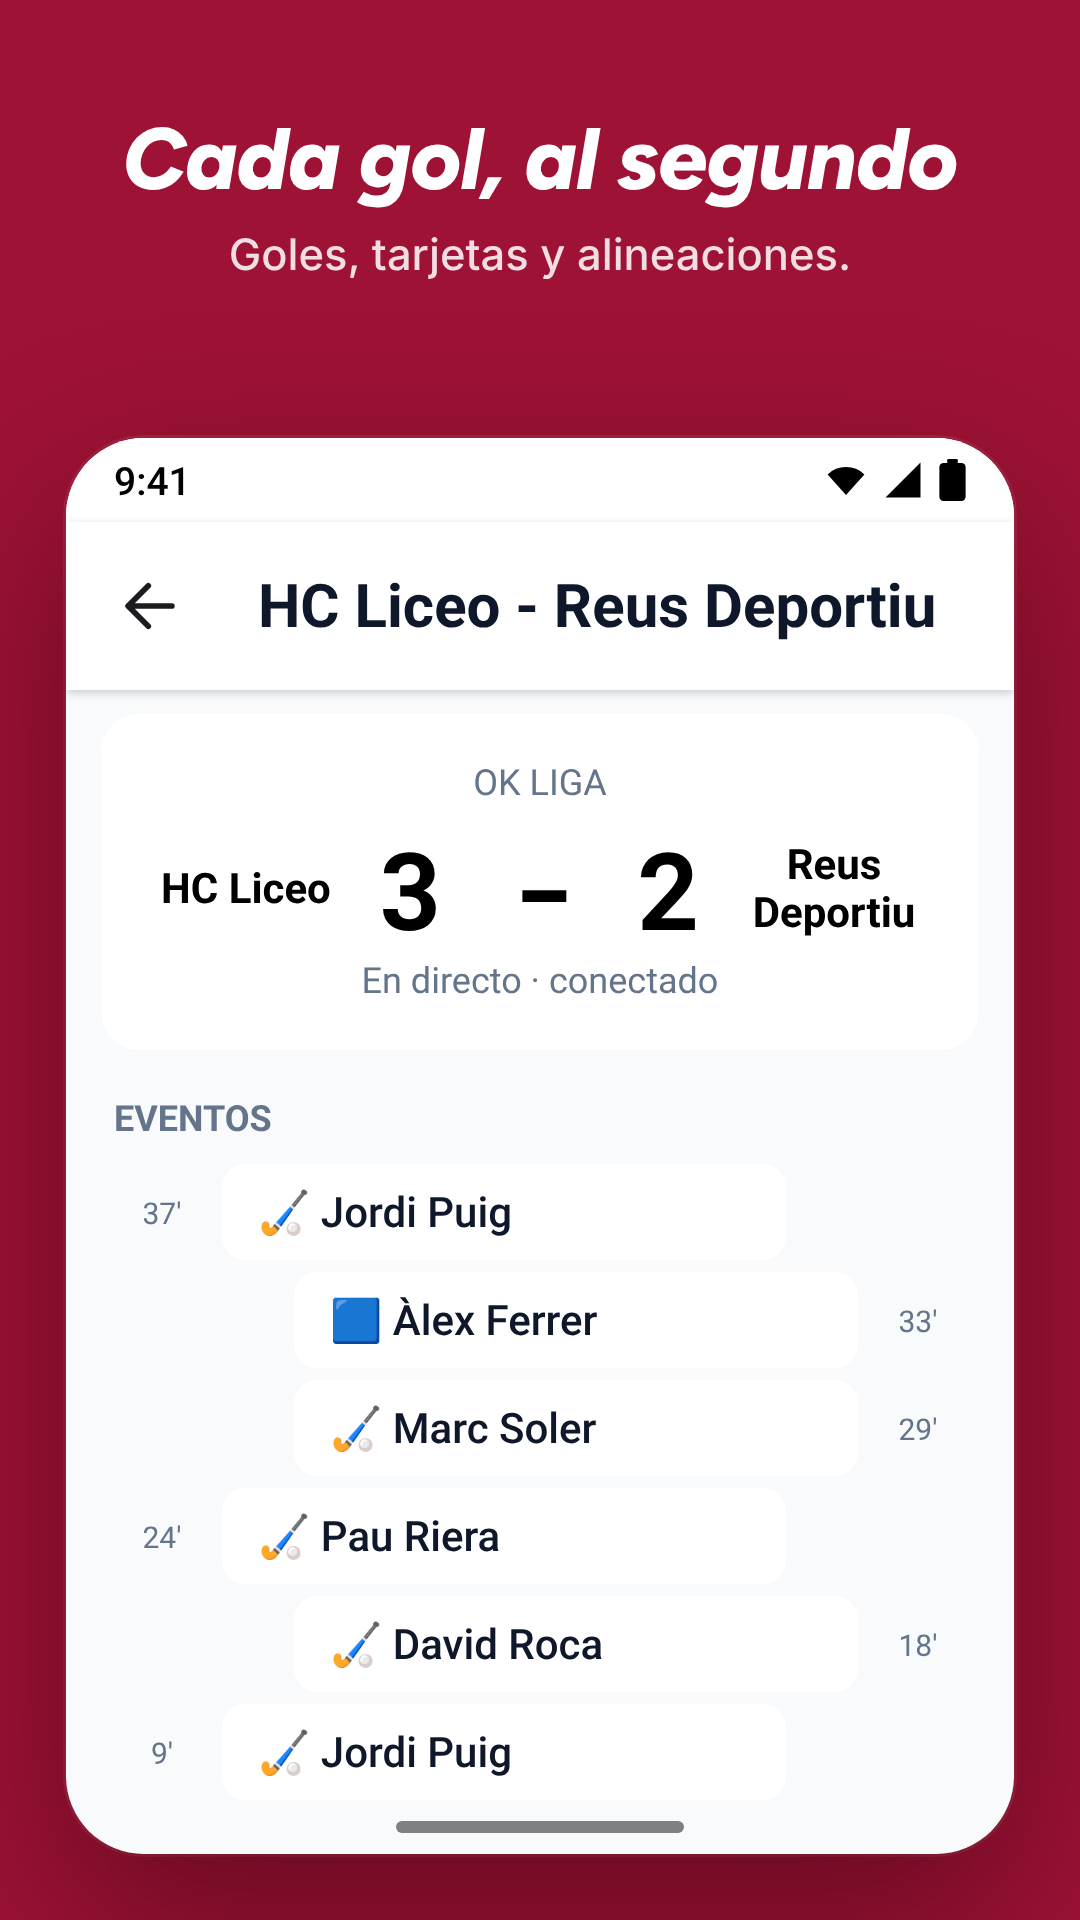 Cada gol, al segundo
Goles, tarjetas y alineaciones.
9:41
HC Liceo - Reus Deportiu
OK LIGA
HC Liceo 3 - 2 Reus Deportiu
En directo · conectado
EVENTOS
37' Jordi Puig
Àlex Ferrer 33'
Marc Soler 29'
24' Pau Riera
David Roca 18'
9' Jordi Puig